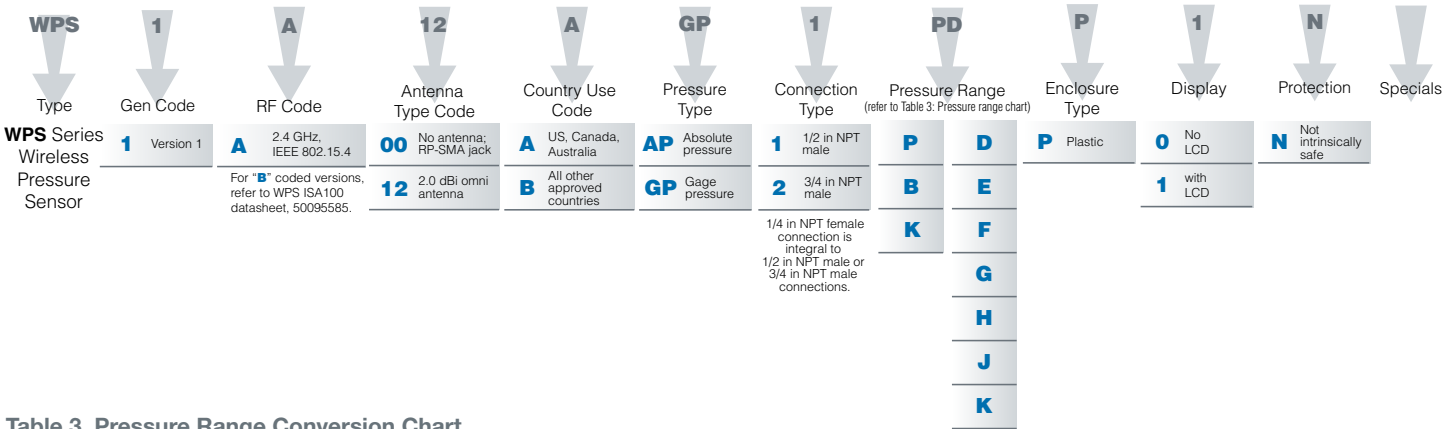 WPS 1 A 12 A GP 1 PD P 1 N
Type
Gen Code
RF Code
Antenna
Type Code
Country Use
Code
Pressure
Type
Connection
Type
Pressure Range
(refer to Table 3: Pressure range chart)
Enclosure
Type
Display
Protection
Specials
WPS Series
Wireless
Pressure
Sensor
1 Version 1
A 2.4 GHz,
IEEE 802.15.4
For “B” coded versions,
refer to WPS ISA100
datasheet, 50095585.
00 No antenna;
RP-SMA jack
12 2.0 dBi omni
antenna
A US, Canada,
Australia
B All other
approved
countries
AP Absolute
pressure
GP Gage
pressure
1 1/2 in NPT
male
2 3/4 in NPT
male
1/4 in NPT female
connection is
integral to
1/2 in NPT male or
3/4 in NPT male
connections.
P
B
K
D
E
F
G
H
J
K
P Plastic
0 No
LCD
1 with
LCD
N Not
intrinsically
safe
Table 3. Pressure Range Conversion Chart